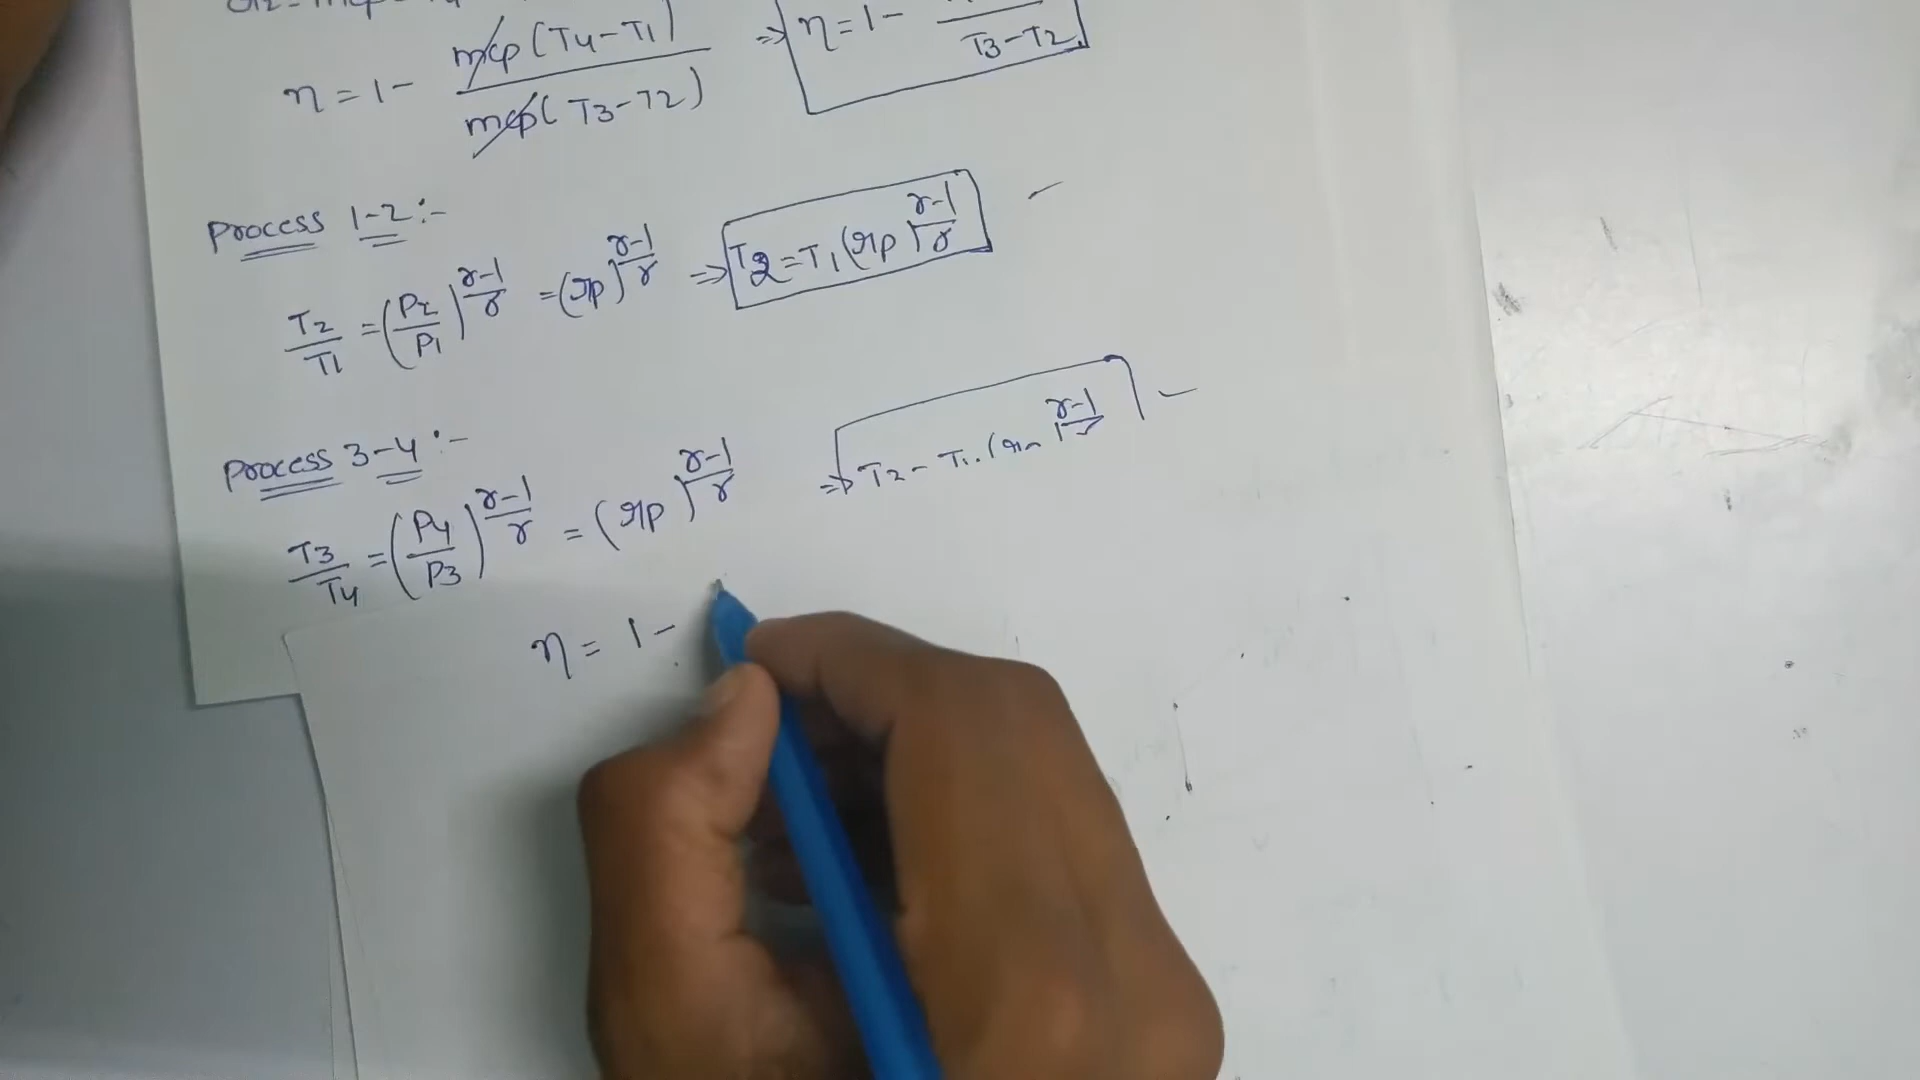 η = 1 - mcp(T4-T1) / mcp(T3-T2) ⇒ η = 1 - / T3-T2
Process 1-2:-
T2/T1 = (P2/P1)^(γ-1/γ) = (rp)^(γ-1/γ) ⇒ T2=T1(rp)^(γ-1/γ)
Process 3-4:-
T3/T4 = (P4/P3)^(γ-1/γ) = (rp)^(γ-1/γ) ⇒
η = 1 -